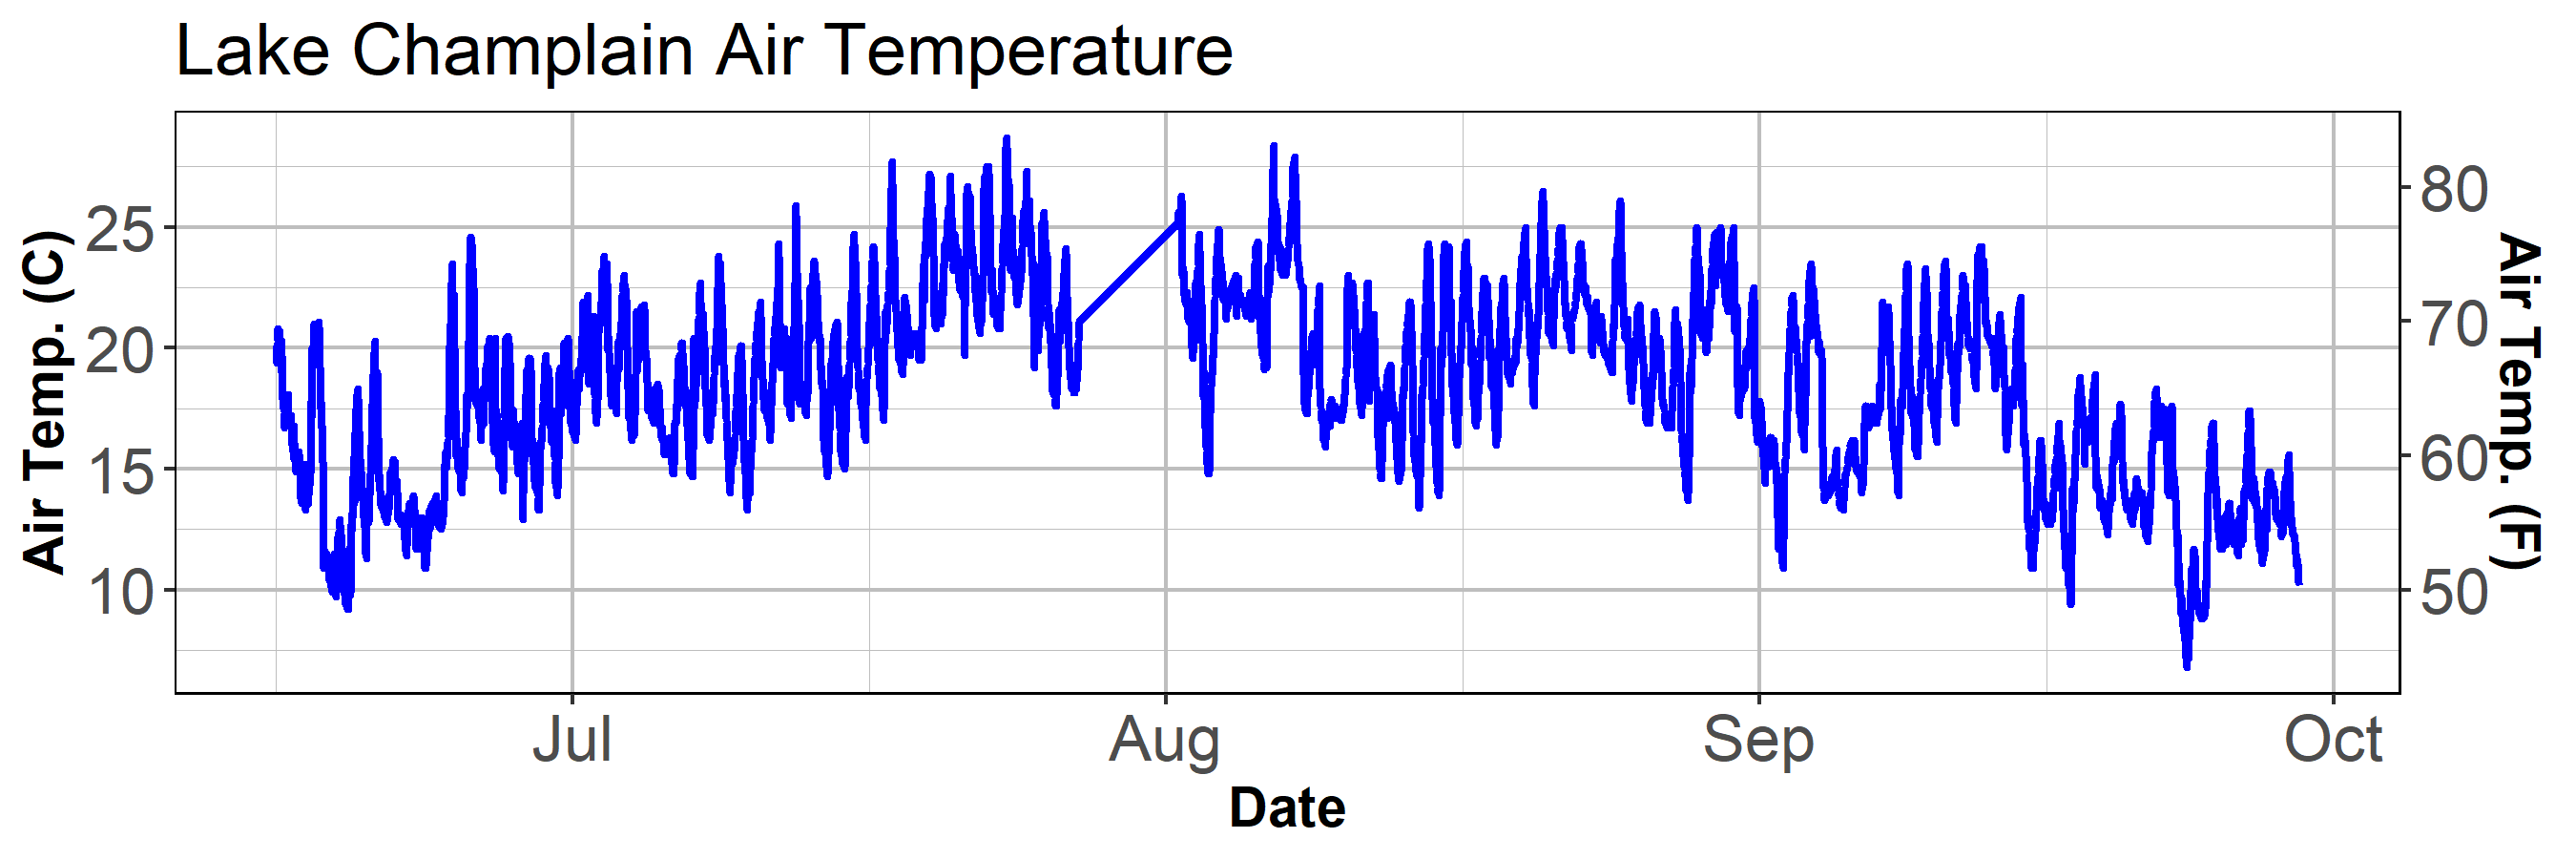 Lake Champlain Air Temperature
Air Temp. (C)
25
20
15
10
80
70
60
50
Air Temp. (F)
Jul
Aug
Sep
Oct
Date